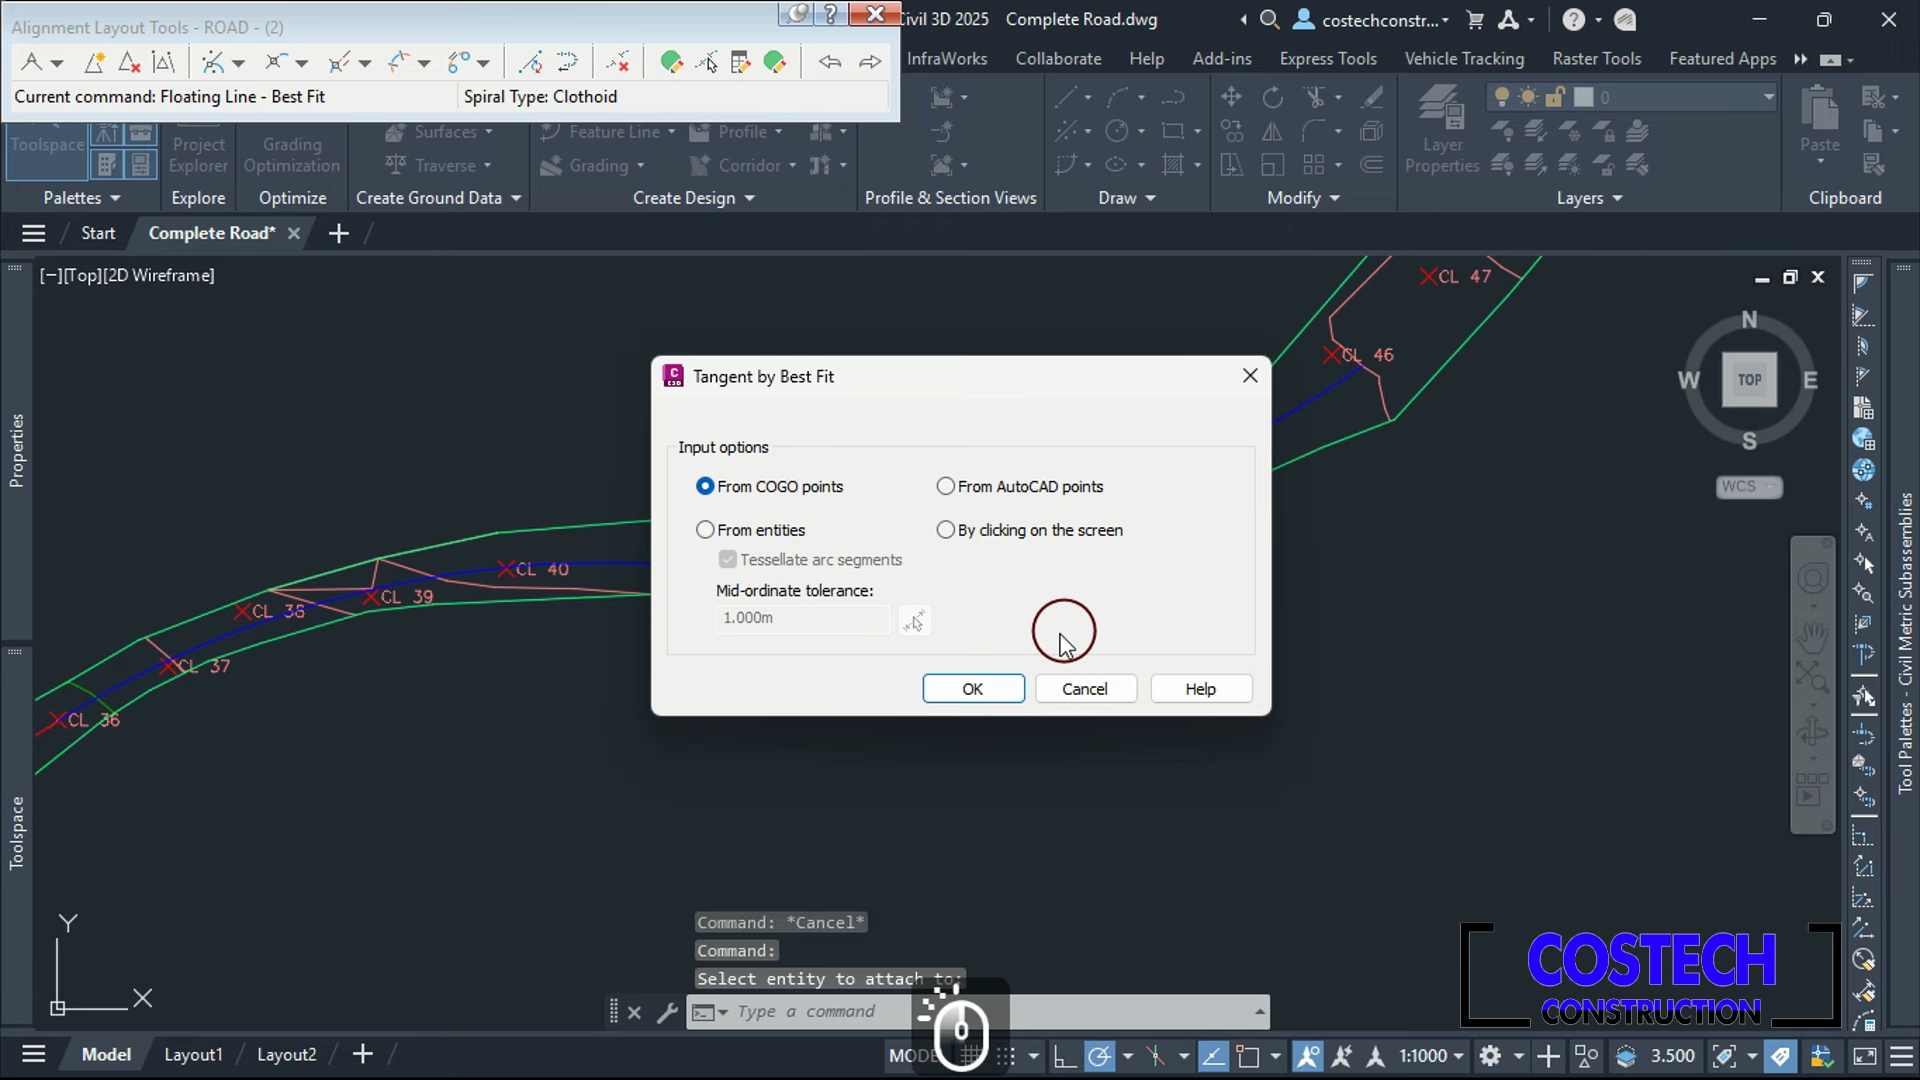 Alignment Layout Tools - ROAD - (2)
Civil 3D 2025 Complete Road.dwg
costechconstr...
Current command: Floating Line - Best Fit
Spiral Type: Clothoid
InfraWorks Collaborate Help Add-ins Express Tools Vehicle Tracking Raster Tools Featured Apps
0
Toolspace
Project
Explorer
Grading
Optimization
Surfaces
Traverse
Feature Line
Grading
Profile
Corridor
Layer
Properties
Paste
Palettes Explore Optimize Create Ground Data Create Design Profile & Section Views Draw Modify Layers Clipboard
Start Complete Road*
[−][Top][2D Wireframe]
CL 47
CL 46
CL 40
CL 39
CL 38
CL 37
CL 36
N
W TOP E
S
WCS
Properties
Toolspace
Tool Palettes - Civil Metric Subassemblies
Tangent by Best Fit
Input options
From COGO points
From AutoCAD points
From entities
By clicking on the screen
Tessellate arc segments
Mid-ordinate tolerance:
1.000m
OK Cancel Help
Y
X
Command: *Cancel*
Command:
Select entity to attach to:
Type a command
COSTECH
CONSTRUCTION
Model Layout1 Layout2
1:1000
3.500